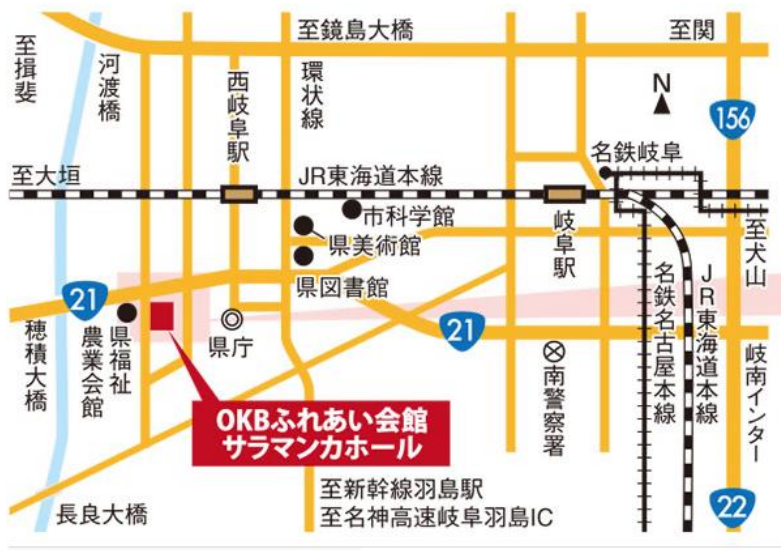 至鏡島大橋
至関
至揖斐
河渡橋
西岐阜駅
環状線
N
156
名鉄岐阜
至大垣
JR東海道本線
市科学館
県美術館
岐阜駅
至犬山
県図書館
21
穂積大橋
農業会館
県福祉
県庁
21
名鉄名古屋本線
JR東海道本線
南警察署
岐南インター
OKBふれあい会館
サラマンカホール
長良大橋
至新幹線羽島駅
至名神高速岐阜羽島IC
22